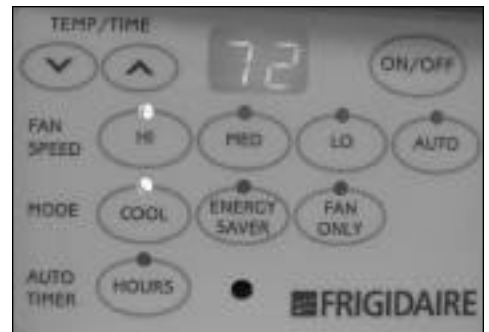 TEMP/TIME
72
ON/OFF
FAN SPEED
HI
MED
LO
AUTO
MODE
COOL
ENERGY SAVER
FAN ONLY
AUTO TIMER
HOURS
FRIGIDAIRE